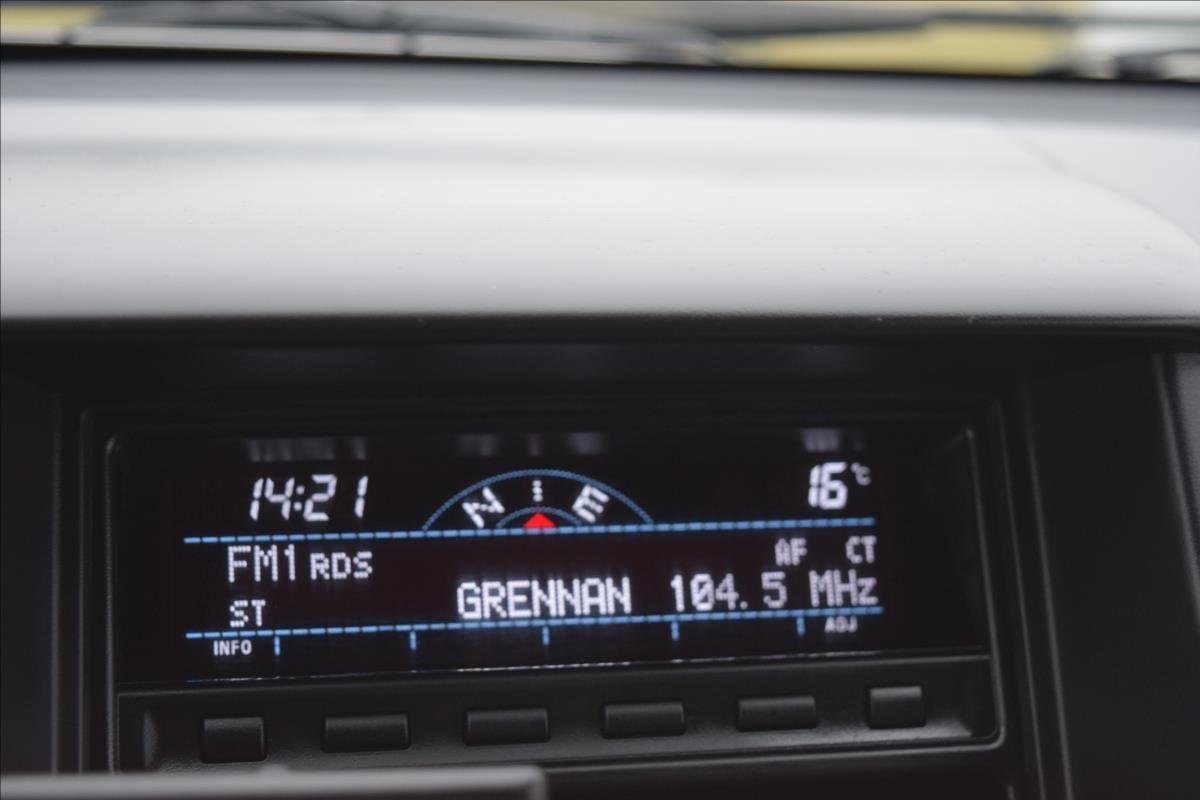 14:21 N E 16°C
FM1 RDS AF CT
ST GRENNAN 104.5 MHz
INFO ADJ